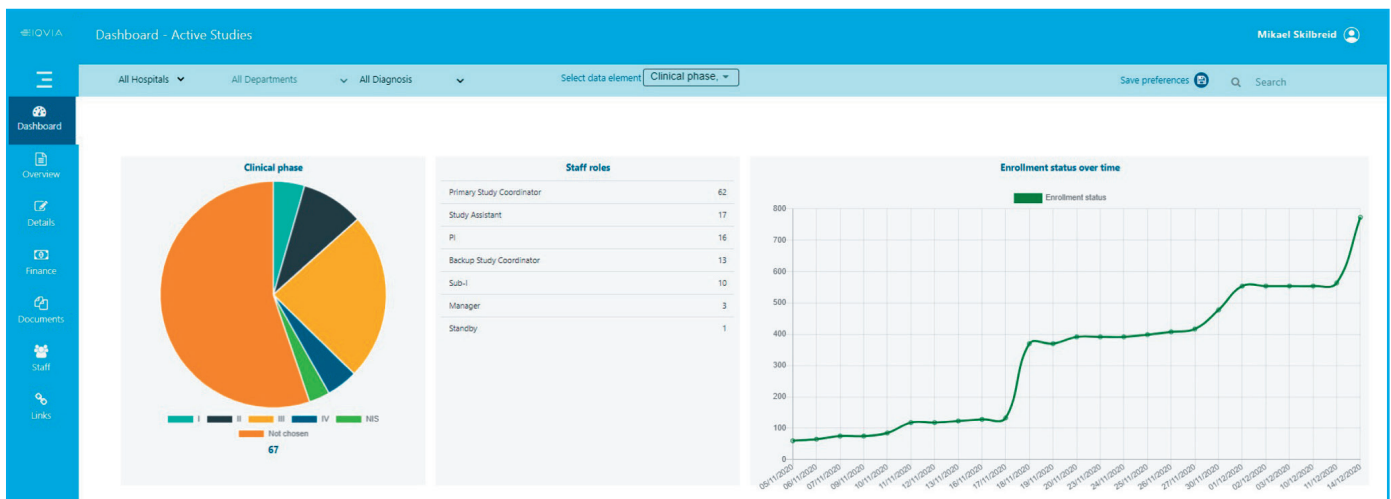 IQVIA
Dashboard - Active Studies
Mikael Skilbreid
All Hospitals
All Departments
All Diagnosis
Select data element
Clinical phase,
Save preferences
Search
Dashboard
Overview
Details
Finance
Documents
Staff
Links
Clinical phase
I
II
III
IV
NIS
Not chosen
67
Staff roles
Primary Study Coordinator 62
Study Assistant 17
PI 16
Backup Study Coordinator 13
Sub-I 10
Manager 3
Standby 1
Enrollment status over time
Enrollment status
800
700
600
500
400
300
200
100
0
05/11/2020
06/11/2020
07/11/2020
09/11/2020
10/11/2020
11/11/2020
12/11/2020
13/11/2020
16/11/2020
17/11/2020
18/11/2020
19/11/2020
20/11/2020
23/11/2020
24/11/2020
25/11/2020
26/11/2020
27/11/2020
30/11/2020
01/12/2020
02/12/2020
03/12/2020
10/12/2020
11/12/2020
14/12/2020